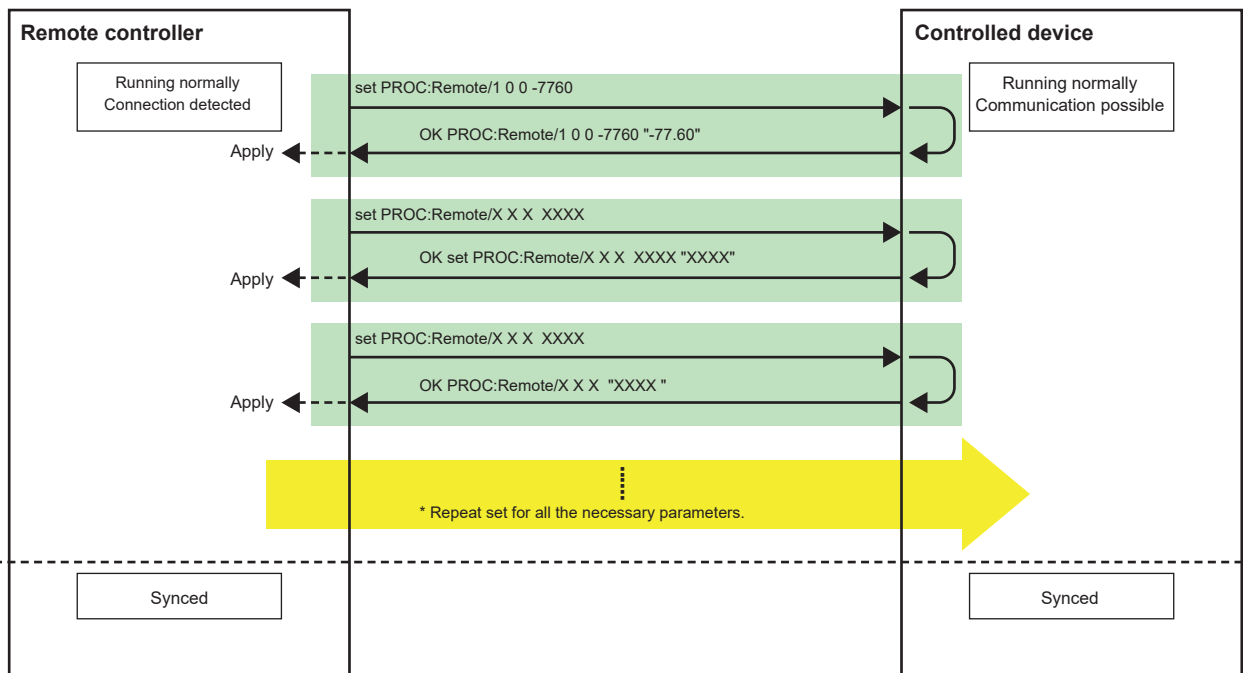 Remote controller
Controlled device
Running normally
Connection detected
Running normally
Communication possible
set PROC:Remote/1 0 0 -7760
OK PROC:Remote/1 0 0 -7760 "-77.60"
Apply
set PROC:Remote/X X X  XXXX
OK set PROC:Remote/X X X  XXXX "XXXX"
Apply
set PROC:Remote/X X X  XXXX
OK PROC:Remote/X X X  "XXXX "
Apply
* Repeat set for all the necessary parameters.
Synced
Synced